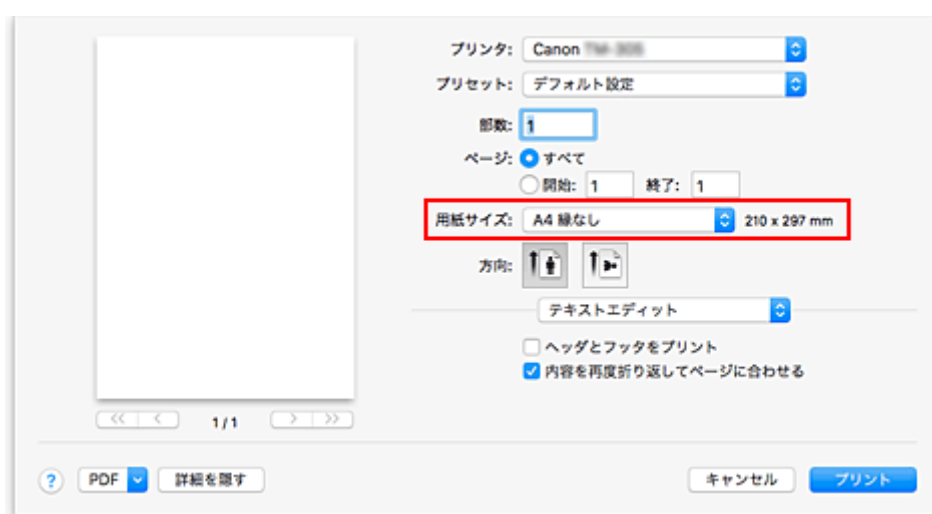 プリンタ: Canon
プリセット: デフォルト設定
部数: 1
ページ: すべて
開始: 1 終了: 1
用紙サイズ: A4 縁なし 210 x 297 mm
方向:
テキストエディット
ヘッダとフッタをプリント
内容を再度折り返してページに合わせる
1 / 1
? PDF 詳細を隠す キャンセル プリント